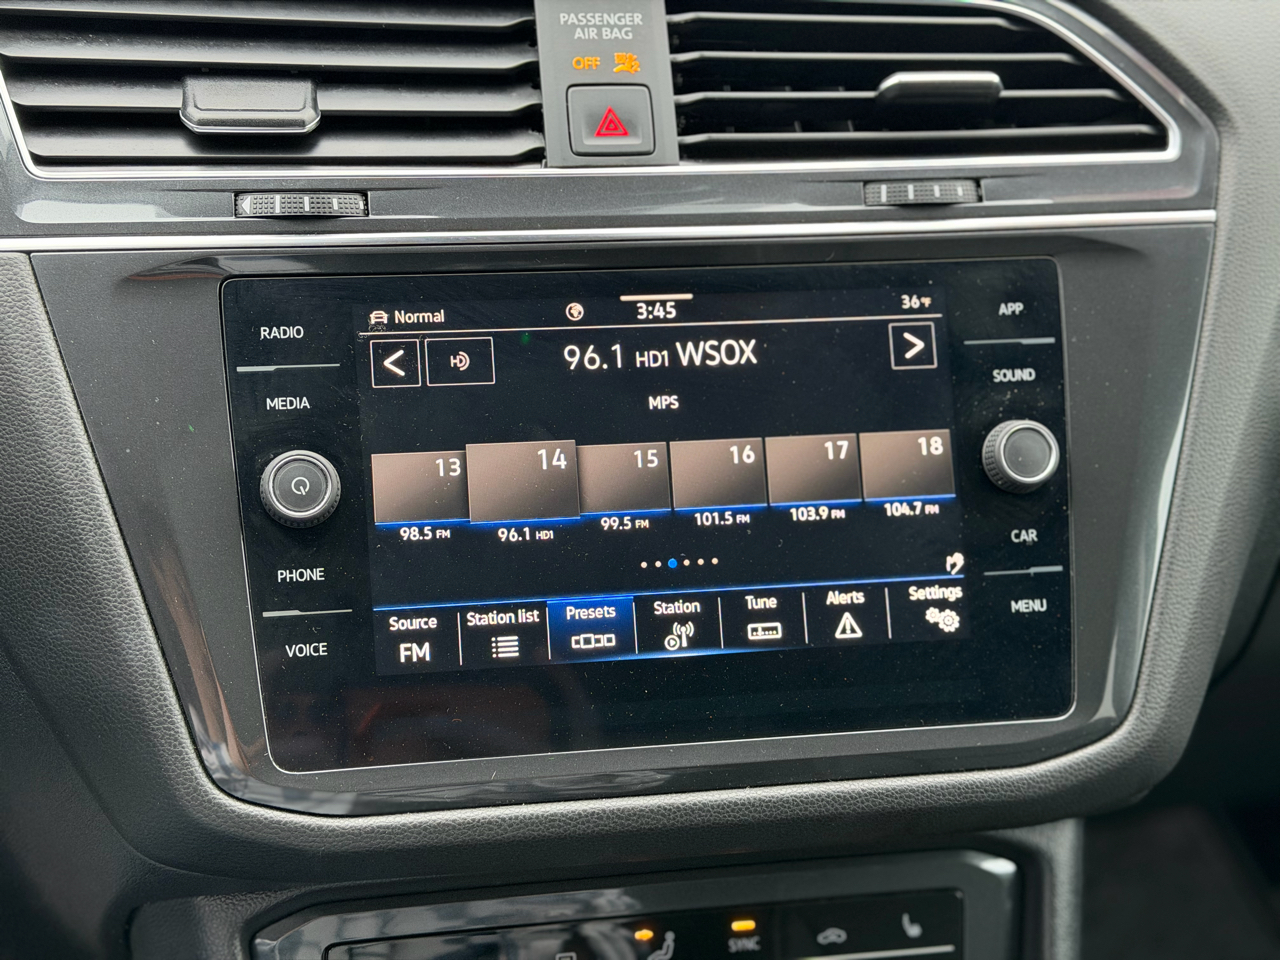 PASSENGER
AIR BAG
OFF
RADIO
MEDIA
PHONE
VOICE
Normal
3:45
36°F
HD
96.1 HD1 WSOX
MPS
13
14
15
16
17
18
98.5 FM
96.1 HD1
99.5 FM
101.5 FM
103.9 FM
104.7 FM
Source
FM
Station list
Presets
Station
Tune
Alerts
Settings
APP
SOUND
CAR
MENU
SYNC